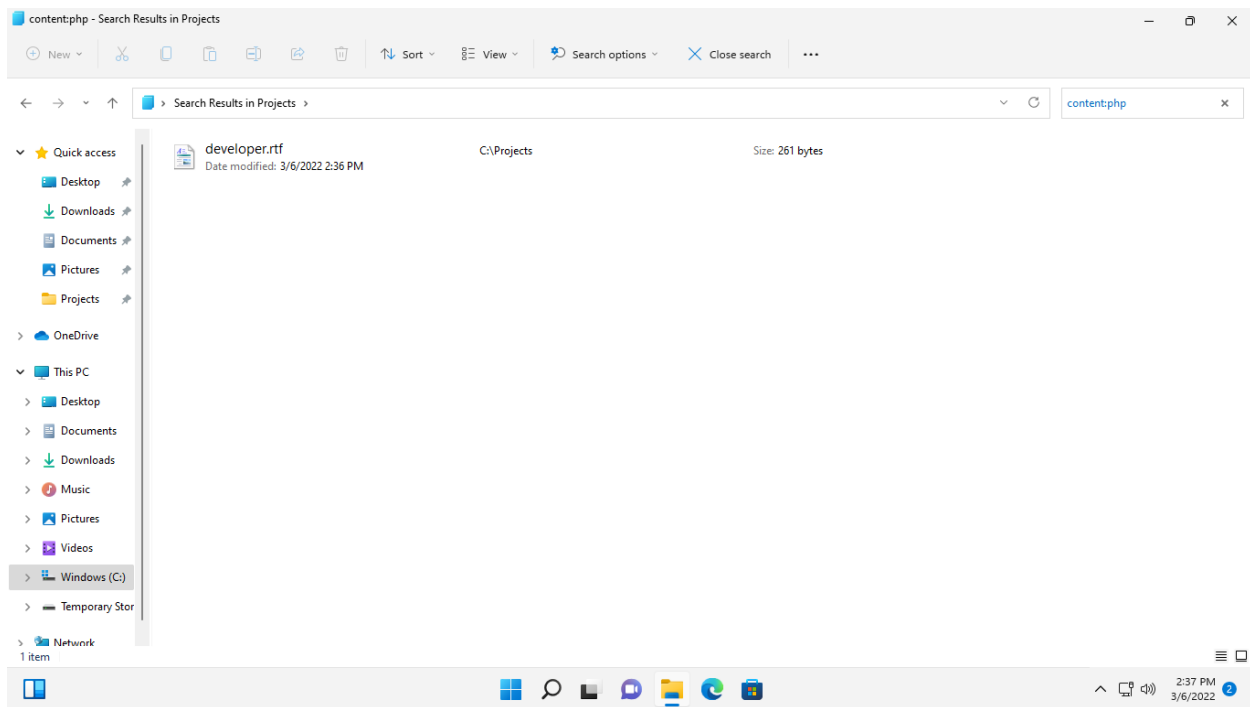 content:php - Search Results in Projects
New
Sort
View
Search options
Close search
Search Results in Projects
content:php
Quick access
Desktop
Downloads
Documents
Pictures
Projects
OneDrive
This PC
Desktop
Documents
Downloads
Music
Pictures
Videos
Windows (C:)
Temporary Stor
Network
developer.rtf
C:\Projects
Size: 261 bytes
Date modified: 3/6/2022 2:36 PM
1 item
2:37 PM
3/6/2022
2